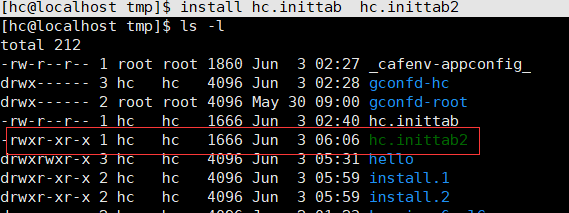 [hc@localhost tmp]$ install hc.inittab  hc.inittab2
[hc@localhost tmp]$ ls -l
total 212
-rw-r--r-- 1 root root 1860 Jun  3 02:27 _cafenv-appconfig_
drwx------ 3 hc   hc   4096 Jun  3 02:28 gconfd-hc
drwx------ 2 root root 4096 May 30 09:00 gconfd-root
-rw-r--r-- 1 hc   hc   1666 Jun  3 02:40 hc.inittab
-rwxr-xr-x 1 hc   hc   1666 Jun  3 06:06 hc.inittab2
drwxrwxr-x 3 hc   hc   4096 Jun  3 05:31 hello
drwxr-xr-x 2 hc   hc   4096 Jun  3 05:59 install.1
drwxr-xr-x 2 hc   hc   4096 Jun  3 05:59 install.2